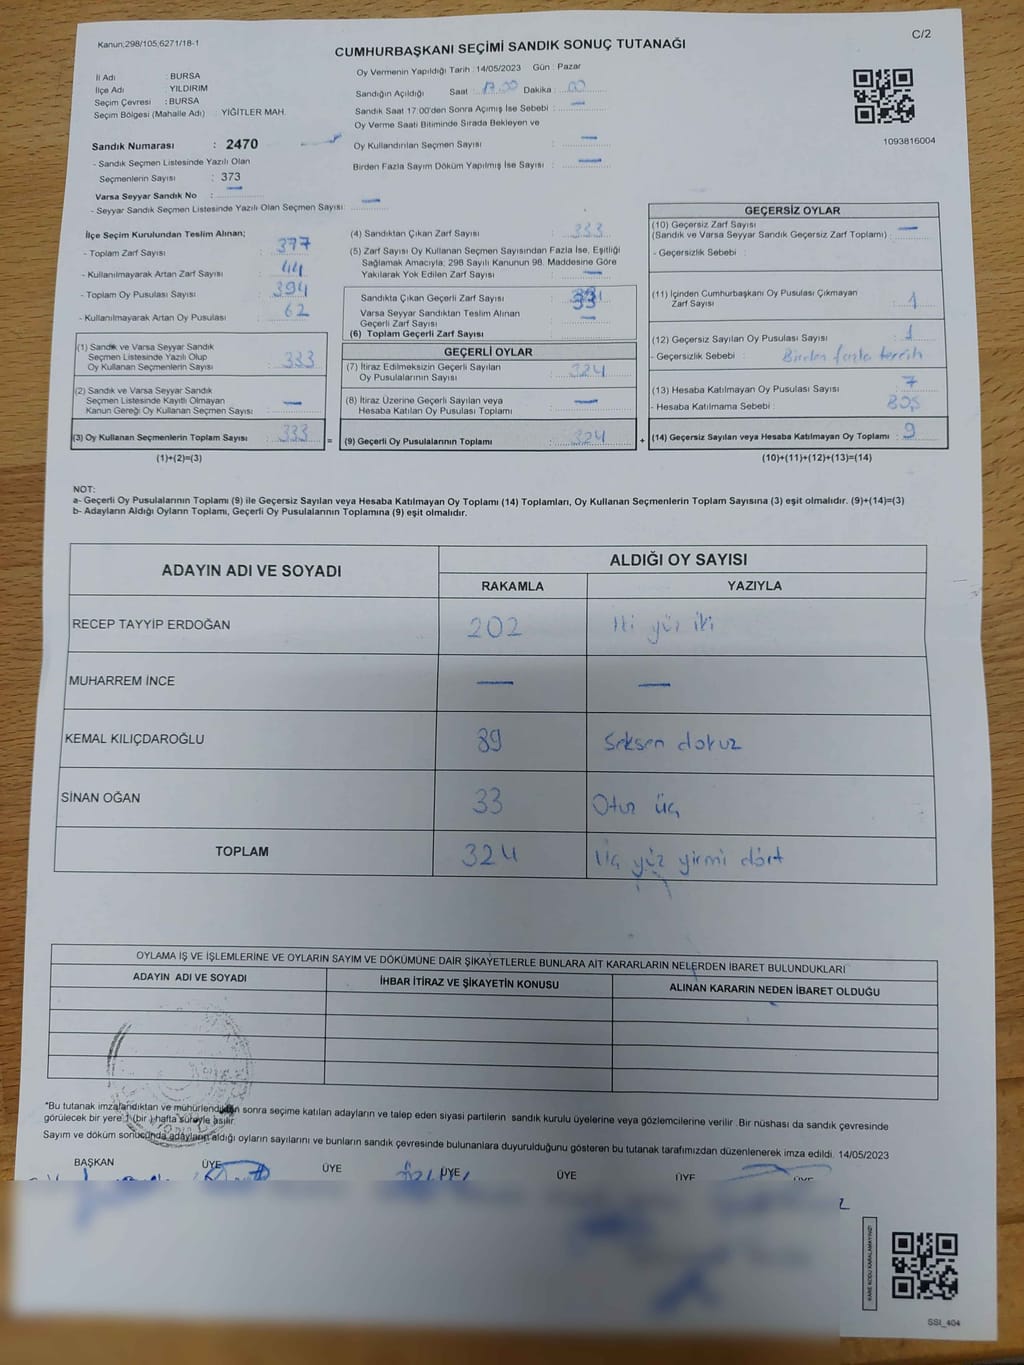 Kanun;298/105;6271/18-1
C/2
CUMHURBAŞKANI SEÇİMİ SANDIK SONUÇ TUTANAĞI
İl Adı : BURSA
İlçe Adı : YILDIRIM
Seçim Çevresi : BURSA
Seçim Bölgesi (Mahalle Adı) : YİĞİTLER MAH.
Sandık Numarası : 2470
- Sandık Seçmen Listesinde Yazılı Olan
Seçmenlerin Sayısı : 373
Varsa Seyyar Sandık No : —
- Seyyar Sandık Seçmen Listesinde Yazılı Olan Seçmen Sayısı: —
Oy Vermenin Yapıldığı Tarih : 14/05/2023 Gün : Pazar
Sandığın Açıldığı Saat : 17.00 Dakika : 00
Sandık Saat 17:00'den Sonra Açımış İse Sebebi : —
Oy Verme Saati Bitiminde Sırada Bekleyen ve
Oy Kullandırılan Seçmen Sayısı : —
Birden Fazla Sayım Döküm Yapılmış İse Sayısı : —
1093816004
İlçe Seçim Kurulundan Teslim Alınan;
- Toplam Zarf Sayısı : 377
- Kullanılmayarak Artan Zarf Sayısı : 44
- Toplam Oy Pusulası Sayısı : 394
- Kullanılmayarak Artan Oy Pusulası : 62
(1) Sandık ve Varsa Seyyar Sandık
Seçmen Listesinde Yazılı Olup
Oy Kullanan Seçmenlerin Sayısı : 333
(2) Sandık ve Varsa Seyyar Sandık
Seçmen Listesinde Kayıtlı Olmayan
Kanun Gereği Oy Kullanan Seçmen Sayısı : —
(3) Oy Kullanan Seçmenlerin Toplam Sayısı : 333 =
(1)+(2)=(3)
(4) Sandıktan Çıkan Zarf Sayısı : 333
(5) Zarf Sayısı Oy Kullanan Seçmen Sayısından Fazla İse, Eşitliği
Sağlamak Amacıyla; 298 Sayılı Kanunun 98. Maddesine Göre
Yakılarak Yok Edilen Zarf Sayısı : —
Sandıkta Çıkan Geçerli Zarf Sayısı :
Varsa Seyyar Sandıktan Teslim Alınan
Geçerli Zarf Sayısı : —
(6) Toplam Geçerli Zarf Sayısı
GEÇERLİ OYLAR
(7) İtiraz Edilmeksizin Geçerli Sayılan
Oy Pusulalarının Sayısı : 324
(8) İtiraz Üzerine Geçerli Sayılan veya
Hesaba Katılan Oy Pusulası Toplamı : —
(9) Geçerli Oy Pusulalarının Toplamı : 324 +
GEÇERSİZ OYLAR
(10) Geçersiz Zarf Sayısı
(Sandık ve Varsa Seyyar Sandık Geçersiz Zarf Toplamı) : —
- Geçersizlik Sebebi :
(11) İçinden Cumhurbaşkanı Oy Pusulası Çıkmayan
Zarf Sayısı : 1
(12) Geçersiz Sayılan Oy Pusulası Sayısı : 1
- Geçersizlik Sebebi : Birden fazla tercih
(13) Hesaba Katılmayan Oy Pusulası Sayısı : 7
- Hesaba Katılmama Sebebi : BOŞ
(14) Geçersiz Sayılan veya Hesaba Katılmayan Oy Toplamı : 9
(10)+(11)+(12)+(13)=(14)
NOT:
a- Geçerli Oy Pusulalarının Toplamı (9) ile Geçersiz Sayılan veya Hesaba Katılmayan Oy Toplamı (14) Toplamları, Oy Kullanan Seçmenlerin Toplam Sayısına (3) eşit olmalıdır. (9)+(14)=(3)
b- Adayların Aldığı Oyların Toplamı, Geçerli Oy Pusulalarının Toplamına (9) eşit olmalıdır.
ADAYIN ADI VE SOYADI
ALDIĞI OY SAYISI
RAKAMLA YAZIYLA
RECEP TAYYİP ERDOĞAN 202 İki yüz iki
MUHARREM İNCE — —
KEMAL KILIÇDAROĞLU 89 Seksen dokuz
SİNAN OĞAN 33 Otuz üç
TOPLAM 324 Üç yüz yirmi dört
OYLAMA İŞ VE İŞLEMLERİNE VE OYLARIN SAYIM VE DÖKÜMÜNE DAİR ŞİKAYETLERLE BUNLARA AİT KARARLARIN NELERDEN İBARET BULUNDUKLARI
ADAYIN ADI VE SOYADI İHBAR İTİRAZ VE ŞİKAYETİN KONUSU ALINAN KARARIN NEDEN İBARET OLDUĞU
*Bu tutanak imzalandıktan ve mühürlendikten sonra seçime katılan adayların ve talep eden siyasi partilerin sandık kurulu üyelerine veya gözlemcilerine verilir. Bir nüshası da sandık çevresinde
görülecek bir yere 1 (bir) hafta süreyle asılır.
Sayım ve döküm sonucunda adayların aldığı oyların sayılarını ve bunların sandık çevresinde bulunanlara duyurulduğunu gösteren bu tutanak tarafımızdan düzenlenerek imza edildi. 14/05/2023
BAŞKAN ÜYE ÜYE ÜYE ÜYE ÜYE ÜYE
KARE KODU KARALAMAYINIZ!
SSI_404